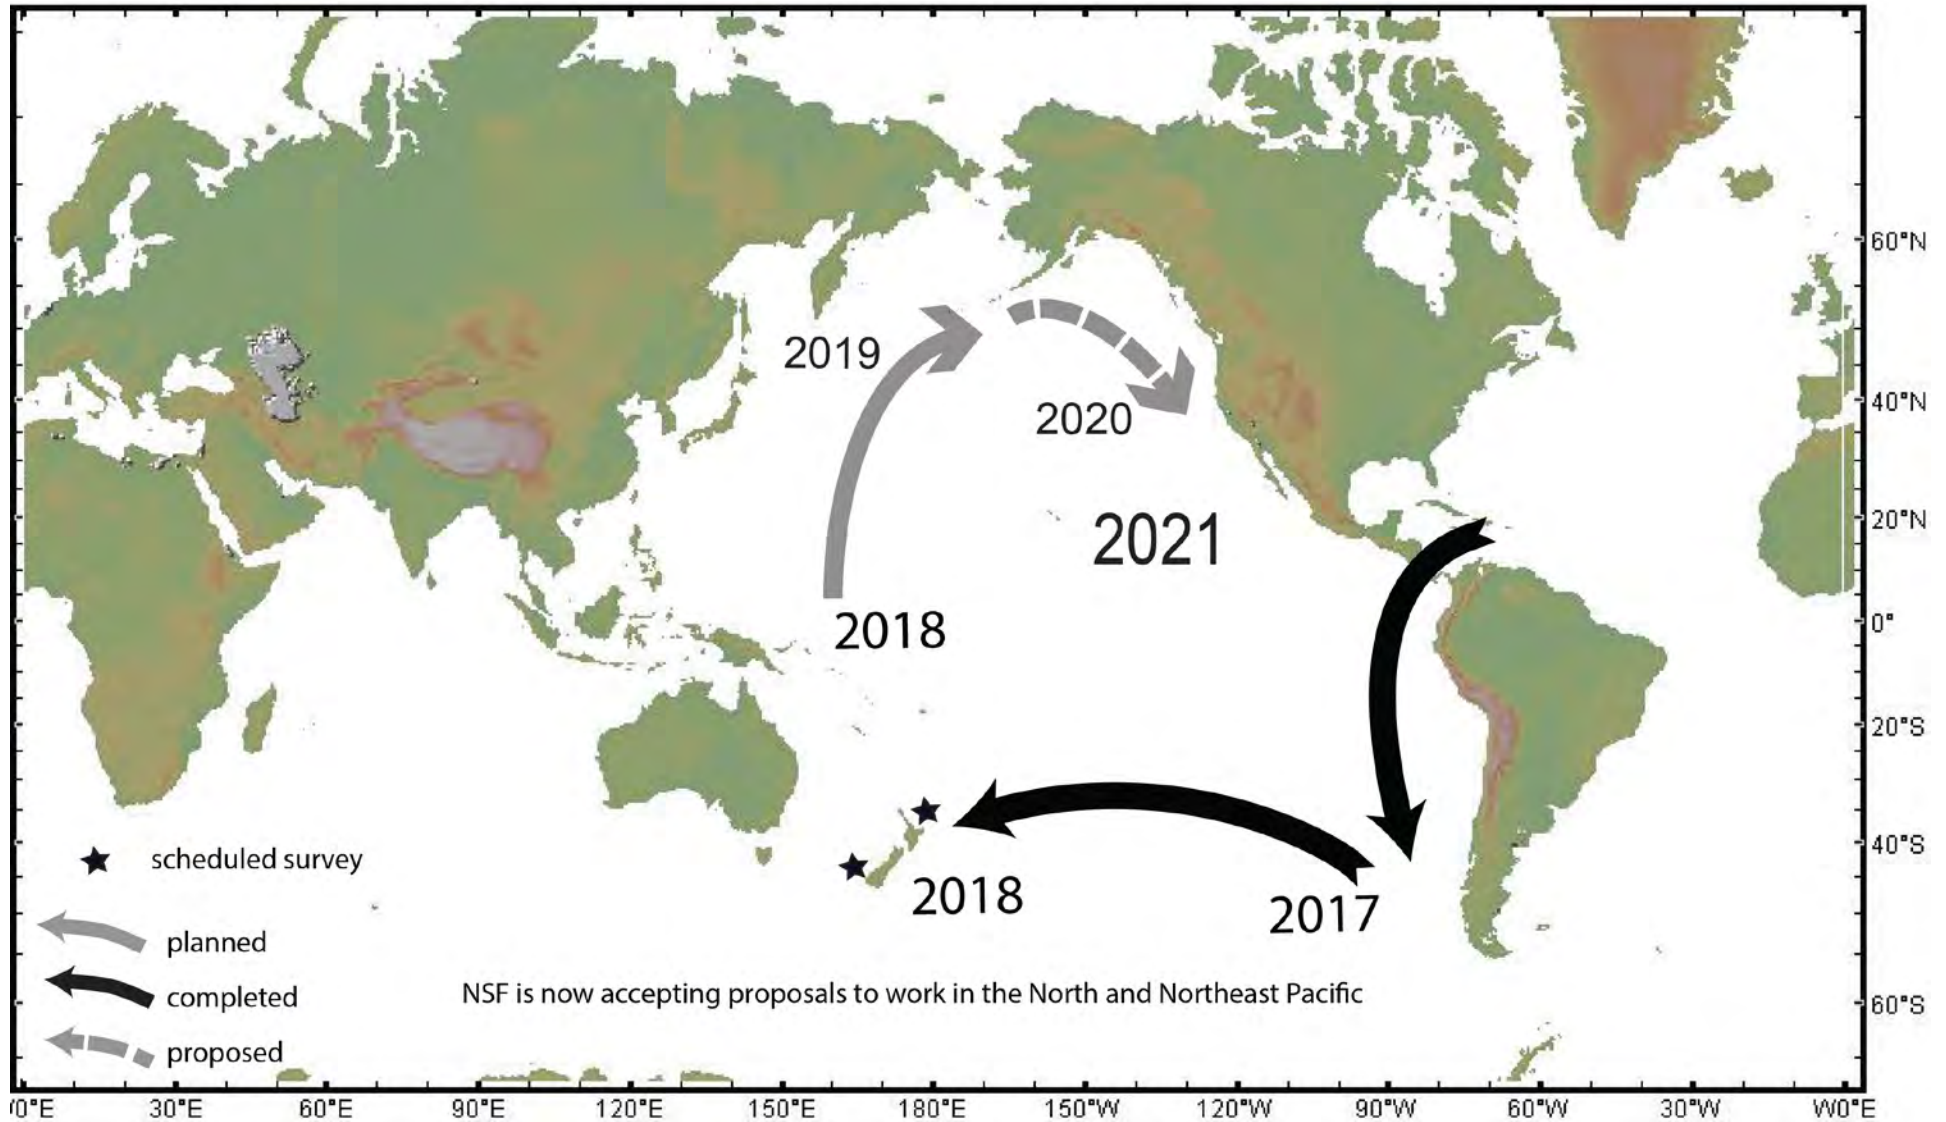 60°N
2019
40°N
2020
20°N
2021
0°
2018
20°S
40°S
scheduled survey
2018
2017
planned
NSF is now accepting proposals to work in the North and Northeast Pacific
completed
60°S
proposed
0°E 30°E 60°E 90°E 120°E 150°E 180°E 150°W 120°W 90°W 60°W 30°W W0°E